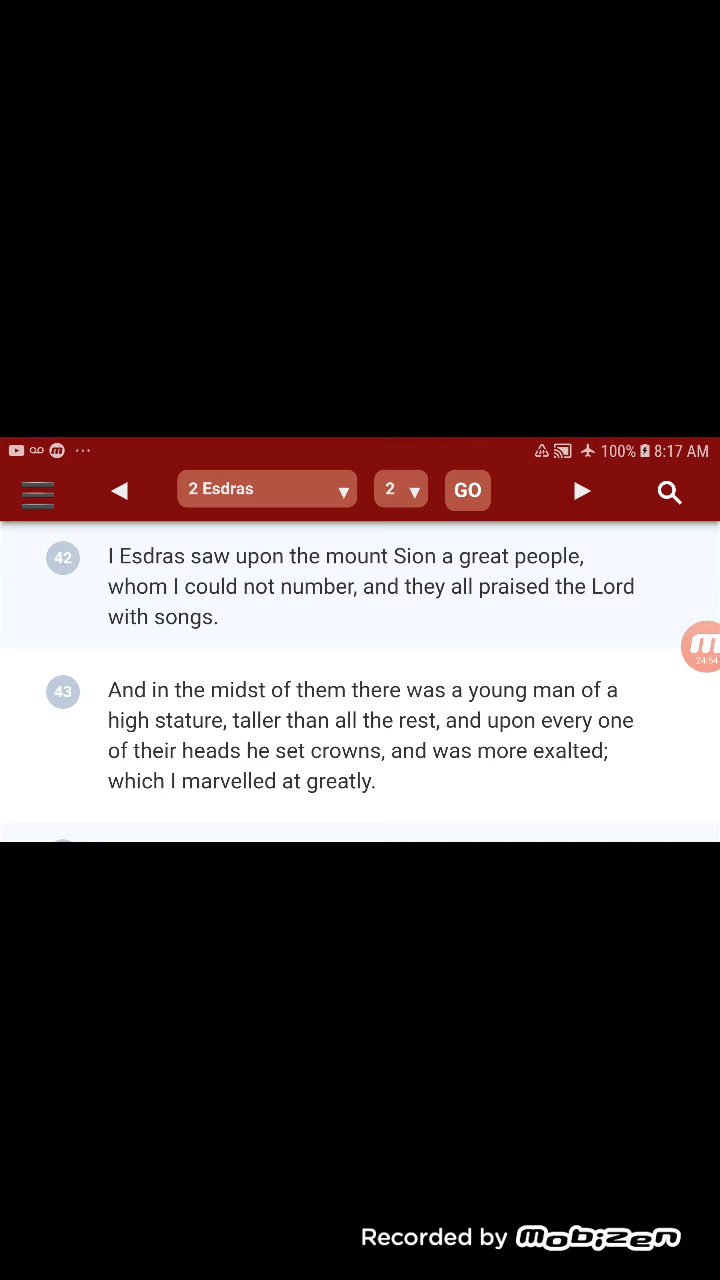 100% 8:17 AM
2 Esdras 2 GO
42 I Esdras saw upon the mount Sion a great people,
whom I could not number, and they all praised the Lord
with songs.
m
24:54
43 And in the midst of them there was a young man of a
high stature, taller than all the rest, and upon every one
of their heads he set crowns, and was more exalted;
which I marvelled at greatly.
Recorded by mobizen